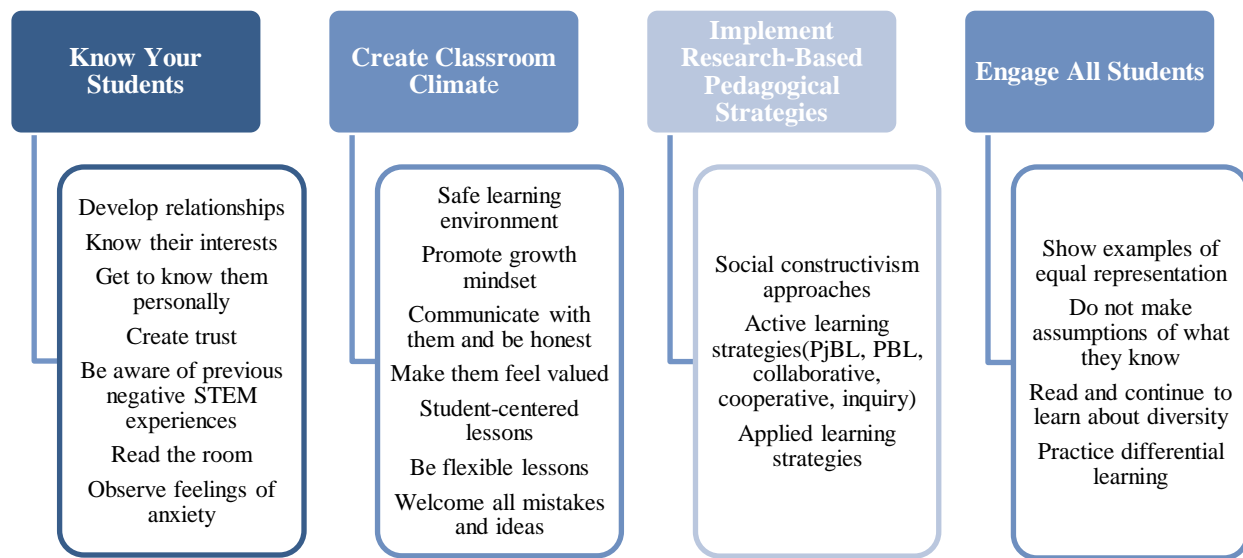 Know Your
Students
Develop relationships
Know their interests
Get to know them
personally
Create trust
Be aware of previous
negative STEM
experiences
Read the room
Observe feelings of
anxiety
Create Classroom
Climate
Safe learning
environment
Promote growth
mindset
Communicate with
them and be honest
Make them feel valued
Student-centered
lessons
Be flexible lessons
Welcome all mistakes
and ideas
Implement
Research-Based
Pedagogical
Strategies
Social constructivism
approaches
Active learning
strategies(PjBL, PBL,
collaborative,
cooperative, inquiry)
Applied learning
strategies
Engage All Students
Show examples of
equal representation
Do not make
assumptions of what
they know
Read and continue to
learn about diversity
Practice differential
learning